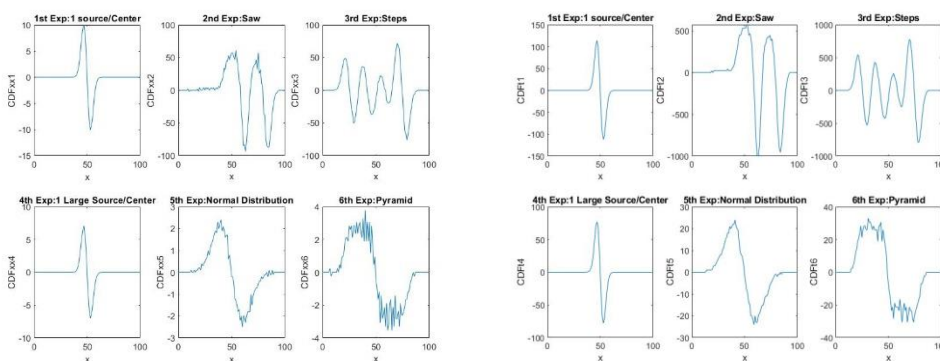 1st Exp:1 source/Center
10
5
0
-5
-10
15
CDFxx1
0 50 100
x
2nd Exp:Saw
100
50
0
-50
-100
CDFxx2
0 50 100
x
3rd Exp:Steps
100
50
0
-50
-100
CDFxx3
0 50 100
x
4th Exp:1 Large Source/Center
10
5
0
-5
-10
CDFxx4
0 50 100
x
5th Exp:Normal Distribution
3
2
1
0
-1
-2
-3
CDFxx5
0 50 100
x
6th Exp:Pyramid
4
2
0
-2
-4
CDFxx6
0 50 100
x
1st Exp:1 source/Center
150
100
50
0
-50
-100
-150
CDFt1
0 50 100
x
2nd Exp:Saw
500
0
-1000
CDFt2
0 50 100
x
3rd Exp:Steps
1000
500
0
-500
-1000
CDFt3
0 50 100
x
4th Exp:1 Large Source/Center
100
50
0
-50
-100
CDFt4
0 50 100
x
5th Exp:Normal Distribution
30
20
10
0
-10
-20
-30
CDFt5
0 50 100
x
6th Exp:Pyramid
40
20
0
-20
-40
CDFt6
0 50 100
x